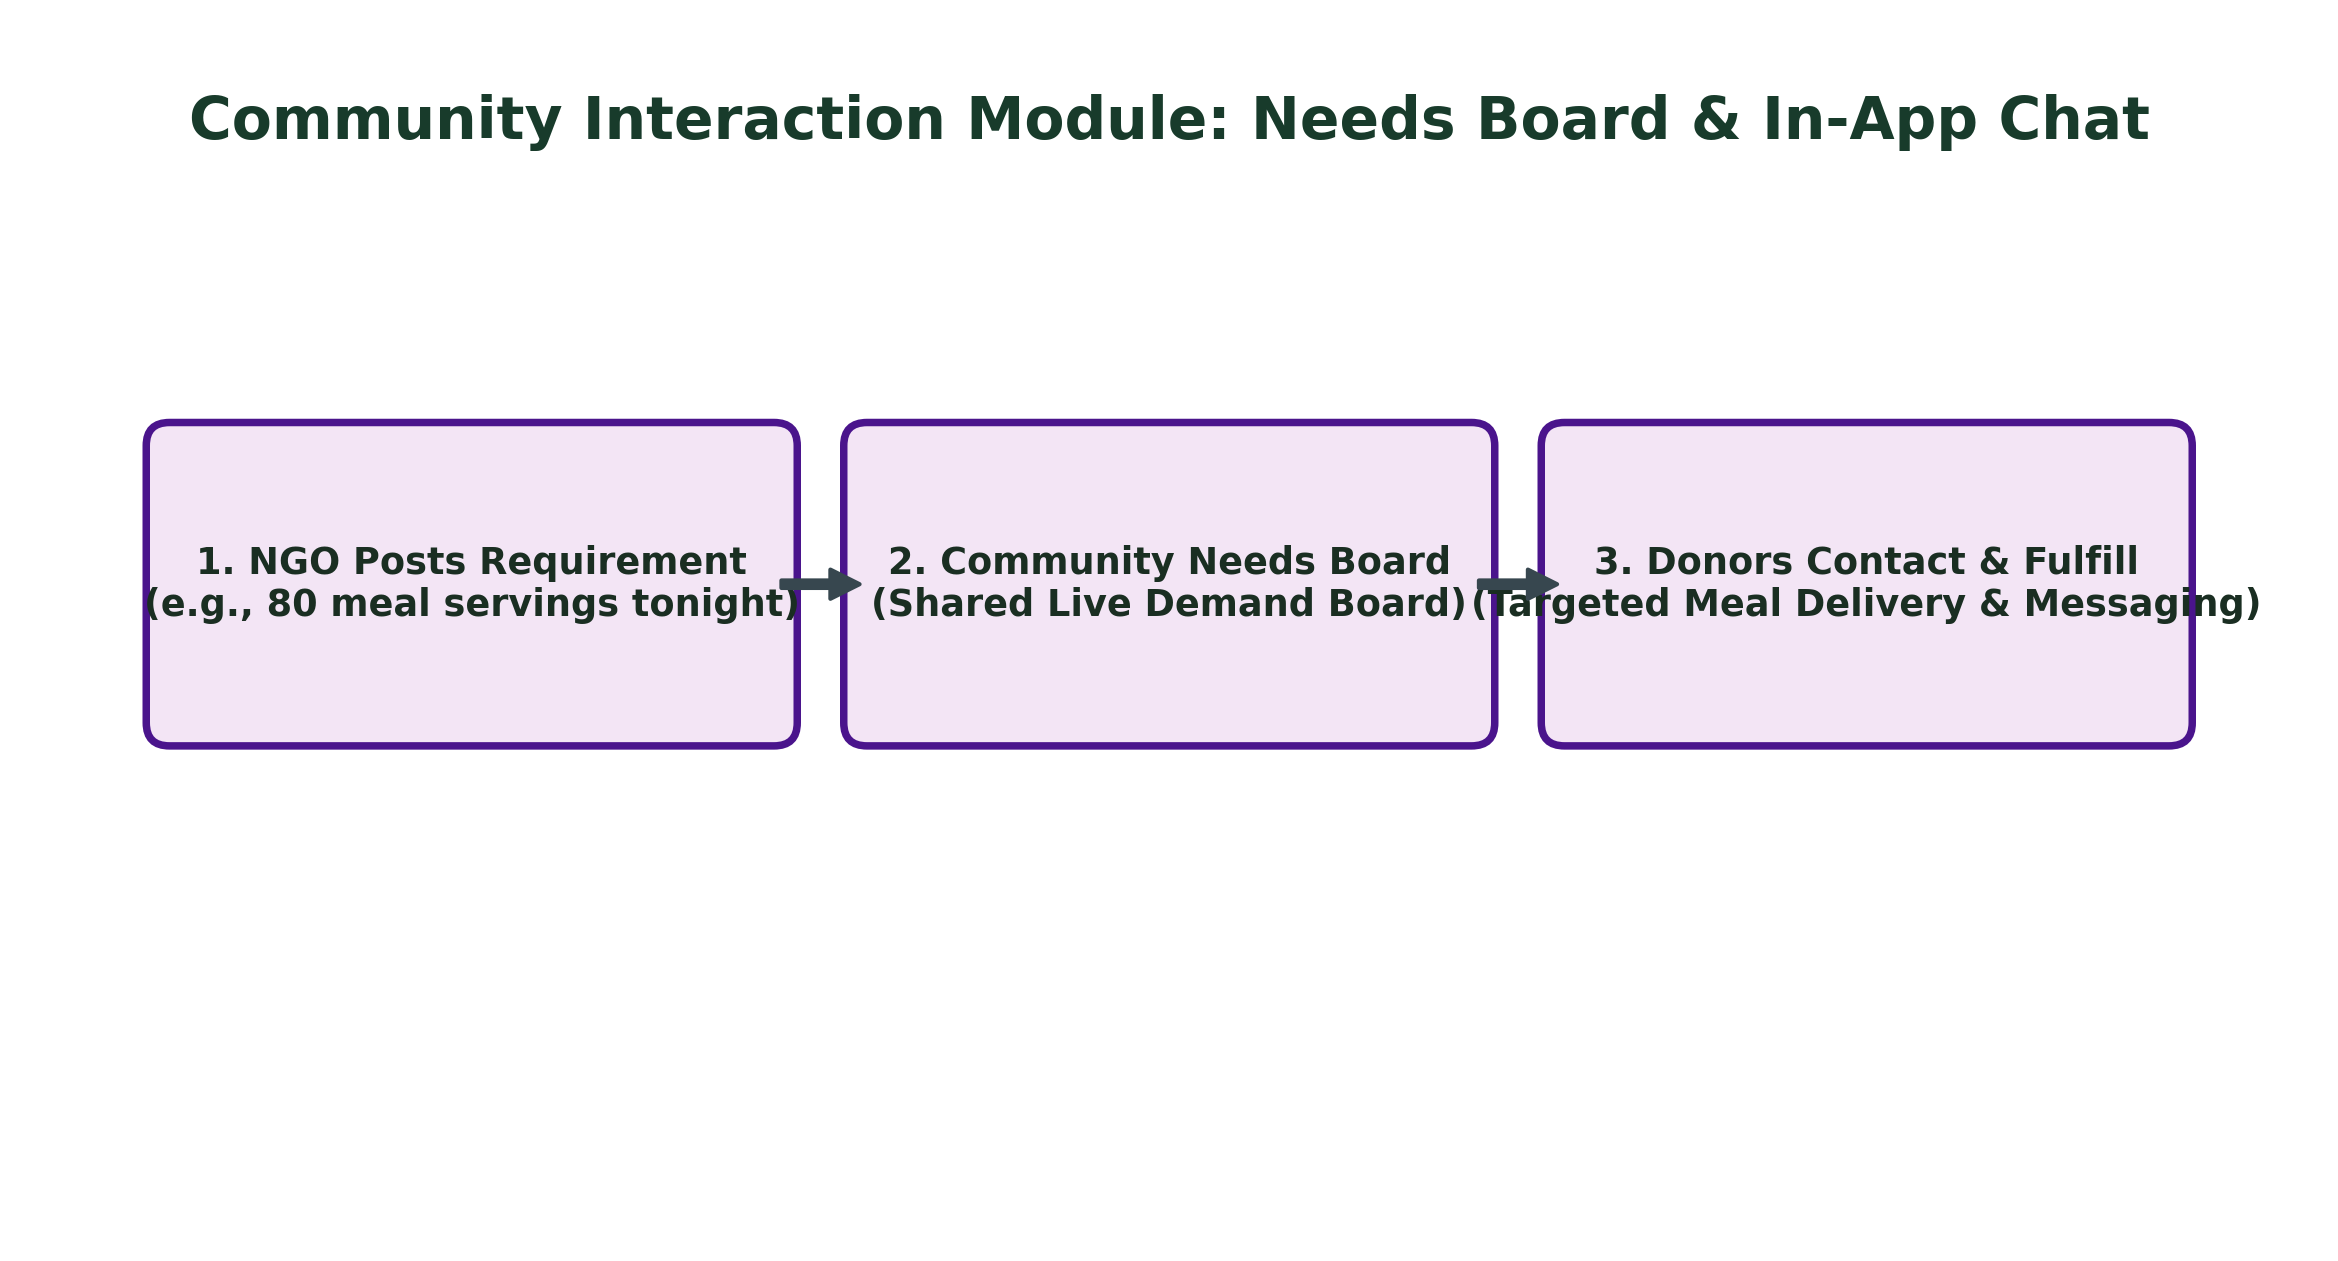 Community Interaction Module: Needs Board & In-App Chat
1. NGO Posts Requirement
(e.g., 80 meal servings tonight)
2. Community Needs Board
(Shared Live Demand Board)
3. Donors Contact & Fulfill
(Targeted Meal Delivery & Messaging)